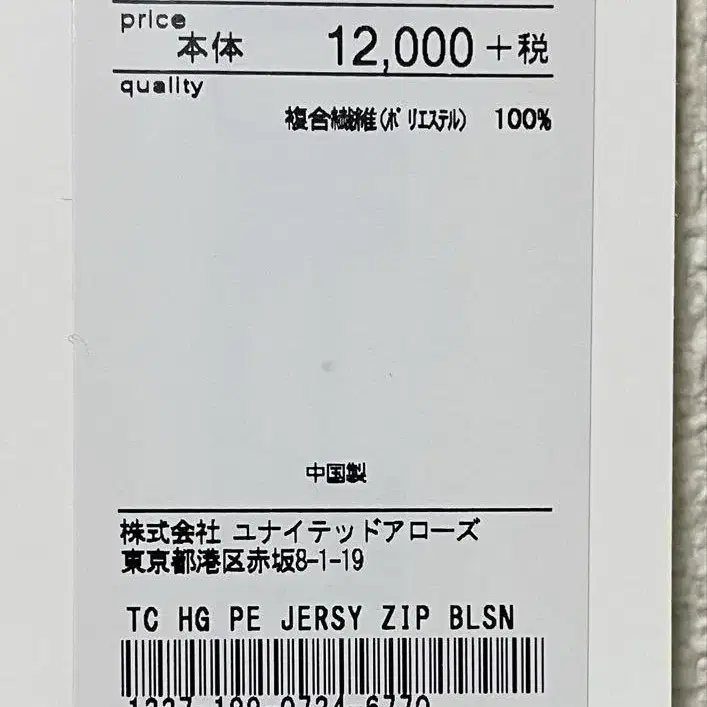 price
本体 12,000+税
quality
複合繊維(ポリエステル) 100%
中国製
株式会社 ユナイテッドアローズ
東京都港区赤坂8-1-19
TC HG PE JERSY ZIP BLSN